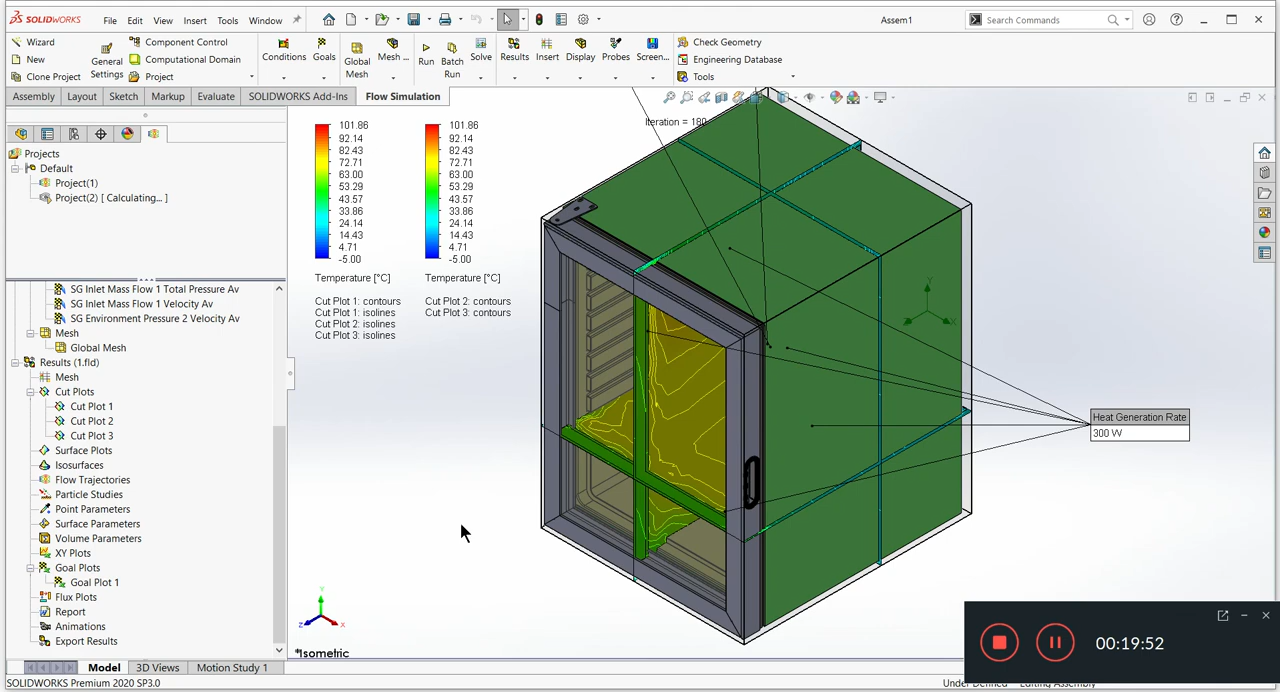 SOLIDWORKS
File Edit View Insert Tools Window
Assem1
Search Commands
Wizard
New
Clone Project
General Settings
Component Control
Computational Domain
Project
Conditions
Goals
Global Mesh
Mesh ...
Run
Batch Run
Solve
Results
Insert
Display
Probes
Screen...
Check Geometry
Engineering Database
Tools
Assembly Layout Sketch Markup Evaluate SOLIDWORKS Add-Ins Flow Simulation
Projects
Default
Project(1)
Project(2) [ Calculating... ]
SG Inlet Mass Flow 1 Total Pressure Av
SG Inlet Mass Flow 1 Velocity Av
SG Environment Pressure 2 Velocity Av
Mesh
Global Mesh
Results (1.fld)
Mesh
Cut Plots
Cut Plot 1
Cut Plot 2
Cut Plot 3
Surface Plots
Isosurfaces
Flow Trajectories
Particle Studies
Point Parameters
Surface Parameters
Volume Parameters
XY Plots
Goal Plots
Goal Plot 1
Flux Plots
Report
Animations
Export Results
101.86
92.14
82.43
72.71
63.00
53.29
43.57
33.86
24.14
14.43
4.71
-5.00
Temperature [°C]
Cut Plot 1: contours
Cut Plot 1: isolines
Cut Plot 2: isolines
Cut Plot 3: isolines
101.86
92.14
82.43
72.71
63.00
53.29
43.57
33.86
24.14
14.43
4.71
-5.00
Temperature [°C]
Cut Plot 2: contours
Cut Plot 3: contours
Iteration = 180
Heat Generation Rate
300 W
Y
X
Z
*Isometric
00:19:52
Model 3D Views Motion Study 1
SOLIDWORKS Premium 2020 SP3.0
Under Defined Editing Assembly